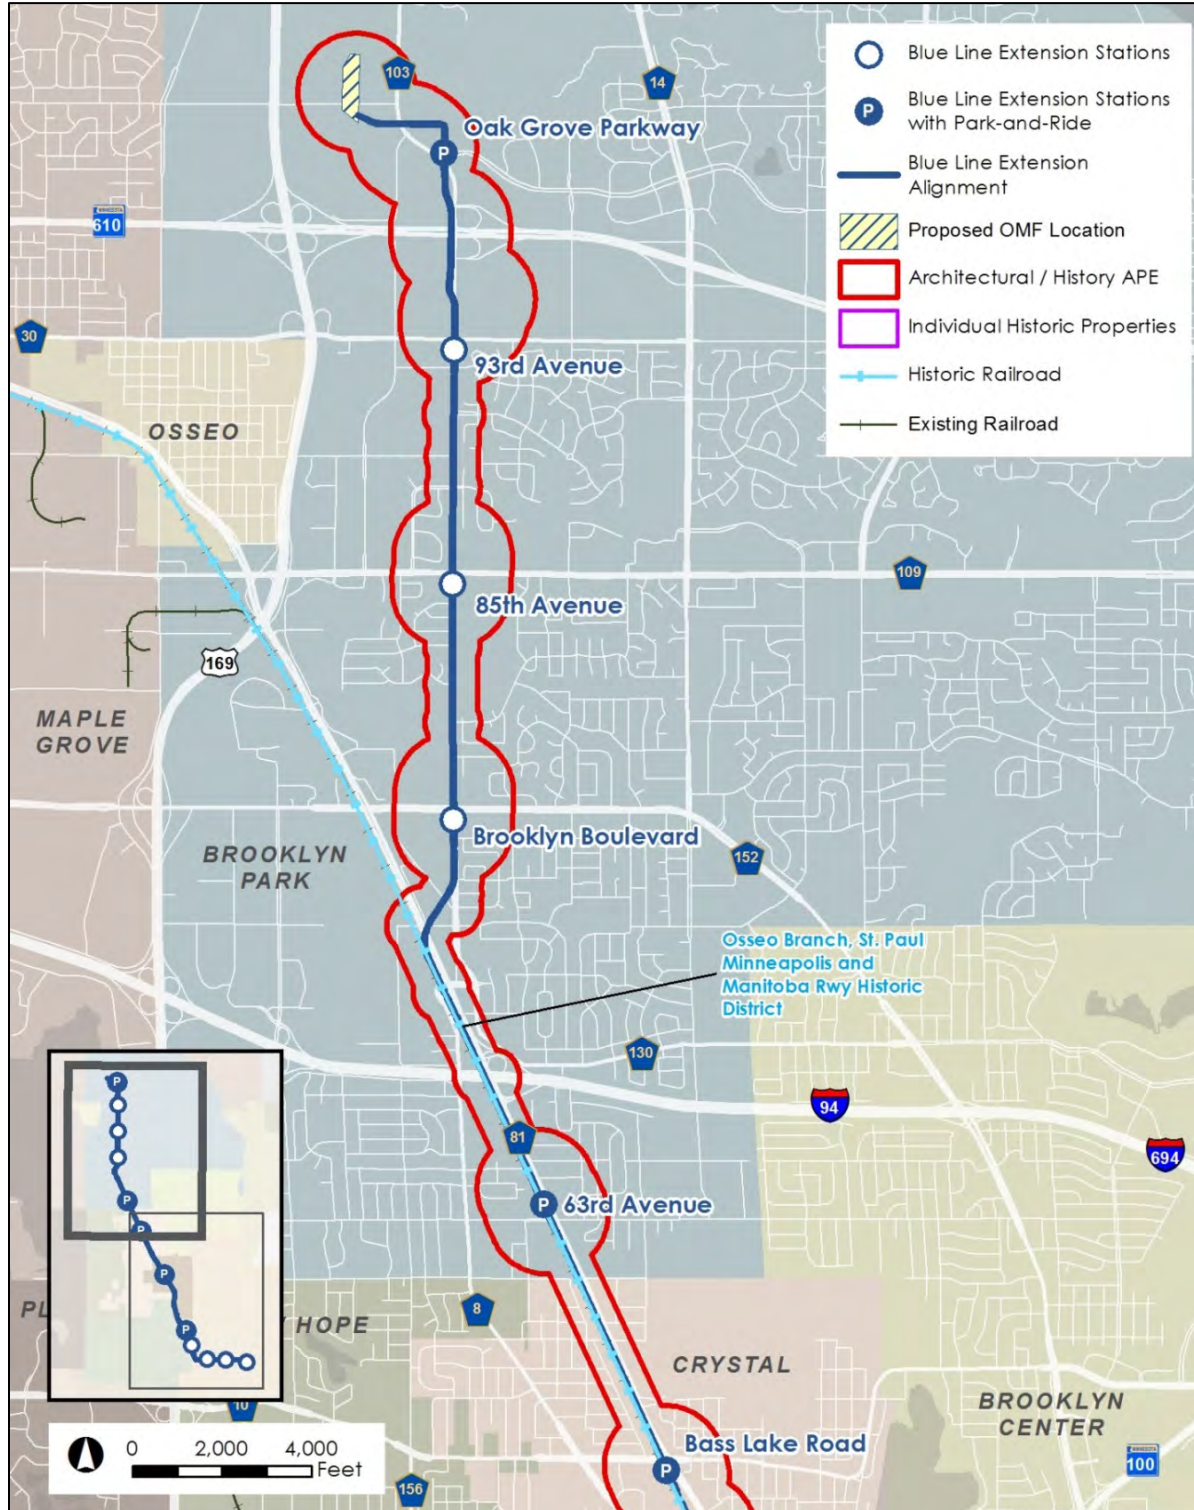 Blue Line Extension Stations
P
Blue Line Extension Stations
with Park-and-Ride
Blue Line Extension
Alignment
Proposed OMF Location
Architectural / History APE
Individual Historic Properties
Historic Railroad
Existing Railroad
103
14
Oak Grove Parkway
P
MINNESOTA
610
30
93rd Avenue
OSSEO
109
85th Avenue
169
MAPLE
GROVE
Brooklyn Boulevard
152
BROOKLYN
PARK
Osseo Branch, St. Paul
Minneapolis and
Manitoba Rwy Historic
District
130
94
81
694
P
63rd Avenue
P
P
P
P
P
8
PL
HOPE
CRYSTAL
BROOKLYN
CENTER
10
Bass Lake Road
P
MINNESOTA
100
0 2,000 4,000
Feet
156